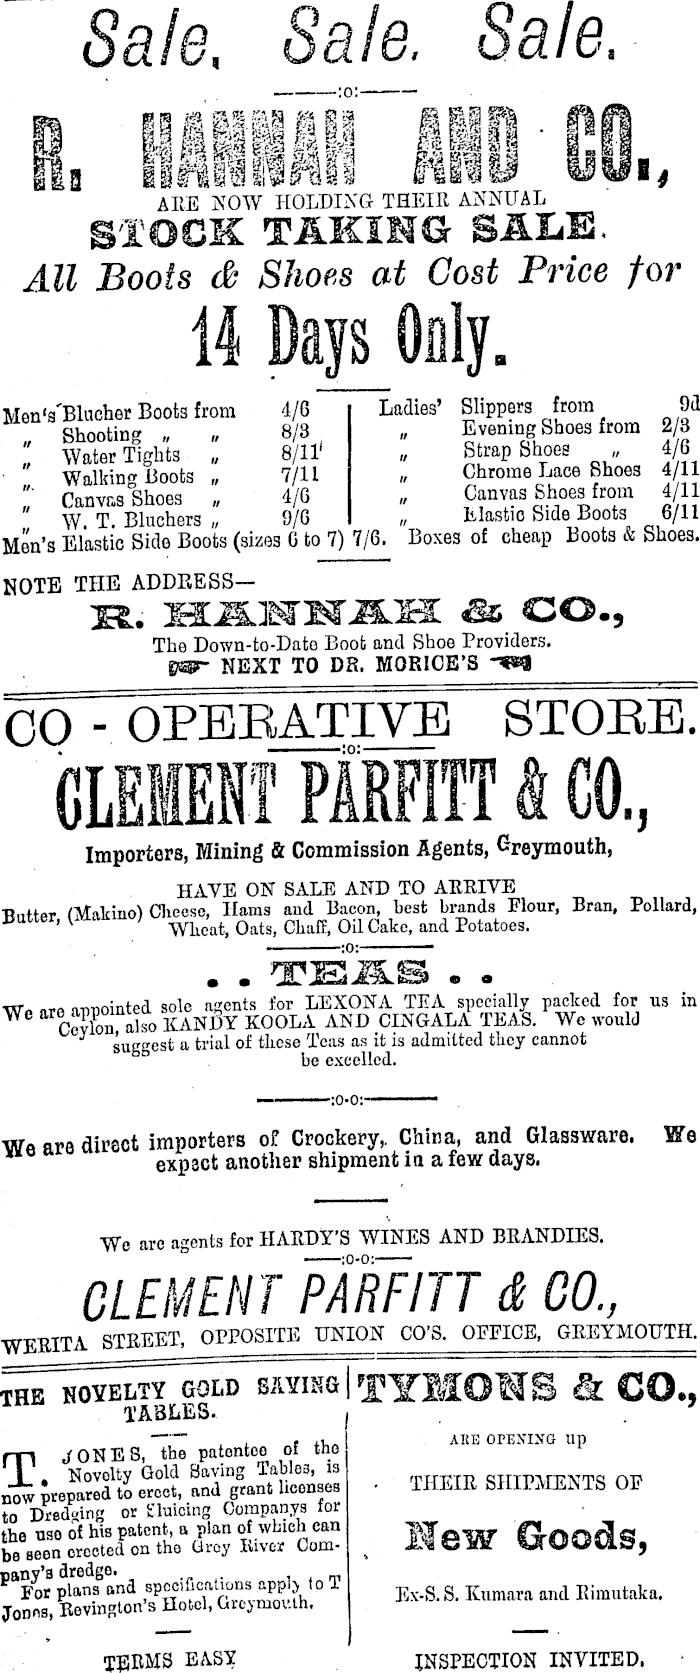 Sale, Sale. Sale.
—:o:—
R. HANNAH AND CO.,
ARE NOW HOLDING THEIR ANNUAL
STOCK TAKING SALE.
All Boots & Shoes at Cost Price for
14 Days Only.
Men's Blucher Boots from 4/6
„ Shooting „ „ 8/3
„ Water Tights „ 8/11
„ Walking Boots „ 7/11
„ Canvas Shoes „ 4/6
„ W. T. Bluchers „ 9/6
Ladies' Slippers from 9d
„ Evening Shoes from 2/3
„ Strap Shoes „ 4/6
„ Chrome Lace Shoes 4/11
„ Canvas Shoes from 4/11
„ Elastic Side Boots 6/11
Men's Elastic Side Boots (sizes 6 to 7) 7/6. Boxes of cheap Boots & Shoes.
NOTE THE ADDRESS—
R. HANNAH & CO.,
The Down-to-Date Boot and Shoe Providers.
NEXT TO DR. MORICE'S
CO-OPERATIVE STORE.
—:o:—
CLEMENT PARFITT & CO.,
Importers, Mining & Commission Agents, Greymouth,
HAVE ON SALE AND TO ARRIVE
Butter, (Makino) Cheese, Hams and Bacon, best brands Flour, Bran, Pollard,
Wheat, Oats, Chaff, Oil Cake, and Potatoes.
—:o:—
. . TEAS . .
We are appointed sole agents for LEXONA TEA specially packed for us in
Ceylon, also KANDY KOOLA AND CINGALA TEAS. We would
suggest a trial of these Teas as it is admitted they cannot
be excelled.
—:o-o:—
We are direct importers of Crockery, China, and Glassware. We
expect another shipment in a few days.
We are agents for HARDY'S WINES AND BRANDIES.
—:o-o:—
CLEMENT PARFITT & CO.,
WERITA STREET, OPPOSITE UNION CO'S. OFFICE, GREYMOUTH.
THE NOVELTY GOLD SAVING
TABLES.
T. JONES, the patentee of the
Novelty Gold Saving Tables, is
now prepared to erect, and grant licenses
to Dredging or Sluicing Companys for
the use of his patent, a plan of which can
be seen erected on the Grey River Com-
pany's dredge.
For plans and specifications apply to T
Jones, Revington's Hotel, Greymouth.
TERMS EASY
TYMONS & CO.,
ARE OPENING up
THEIR SHIPMENTS OF
New Goods,
Ex-S.S. Kumara and Rimutaka.
INSPECTION INVITED.